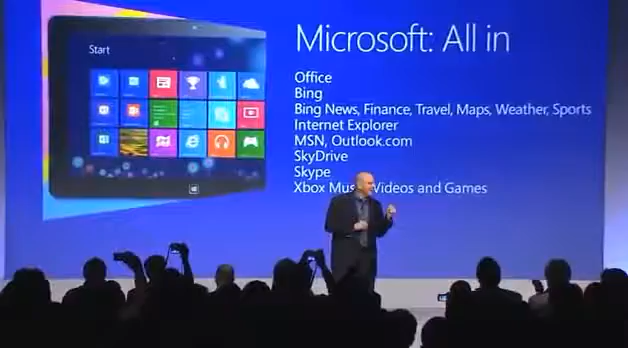 Start
Microsoft: All in
Office
Bing
Bing News, Finance, Travel, Maps, Weather, Sports
Internet Explorer
MSN, Outlook.com
SkyDrive
Skype
Xbox Mus Videos and Games